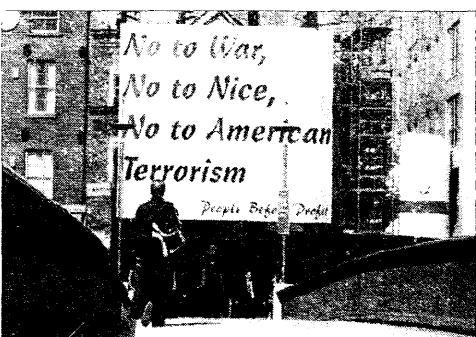 No to War,
No to Nice,
No to American
Terrorism
People Before Profit